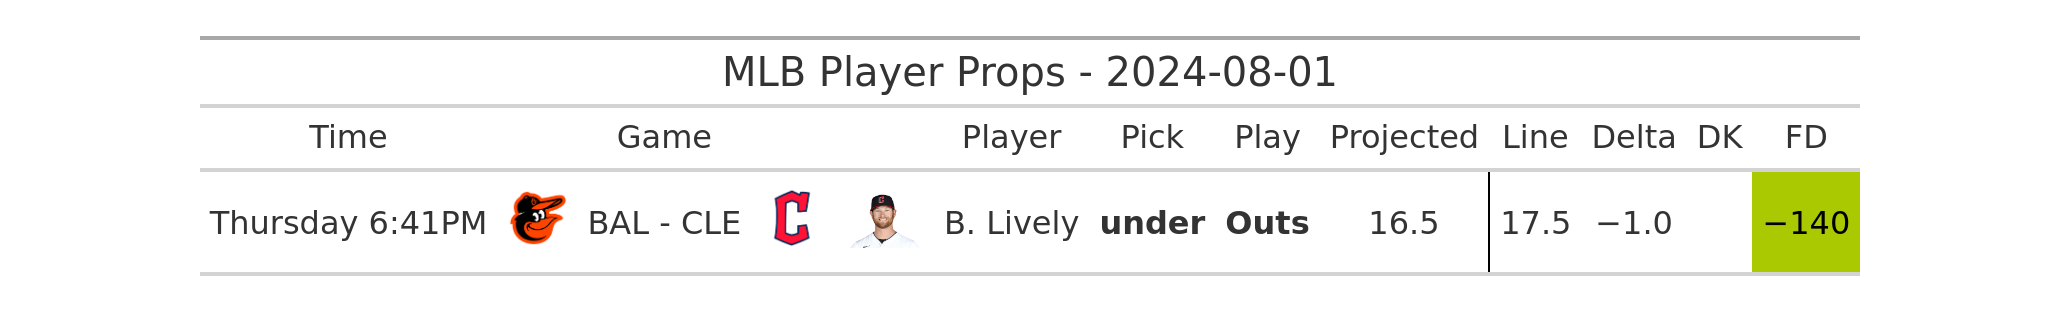 MLB Player Props - 2024-08-01
Time Game Player Pick Play Projected Line Delta DK FD
Thursday 6:41PM BAL - CLE B. Lively under Outs 16.5 17.5 −1.0 −140